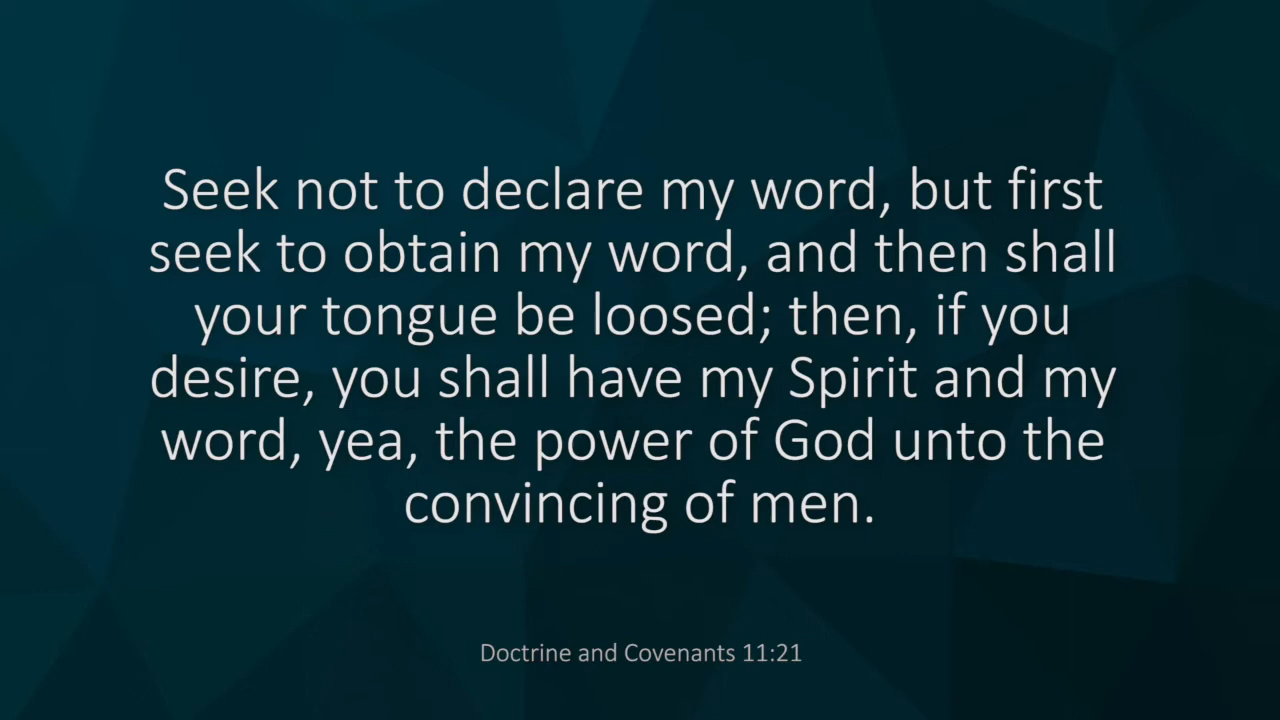 Seek not to declare my word, but first
seek to obtain my word, and then shall
your tongue be loosed; then, if you
desire, you shall have my Spirit and my
word, yea, the power of God unto the
convincing of men.
Doctrine and Covenants 11:21